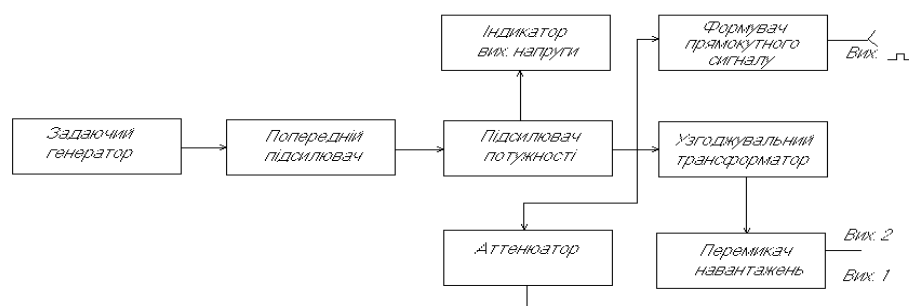 Індикатор
вих. напруги
Формувач
прямокутного
сигналу
Вих.
Задаючий
генератор
Попередній
підсилювач
Підсилювач
потужності
Узгоджувальний
трансформатор
Аттенюатор
Перемикач
навантажень
Вих. 2
Вих. 1